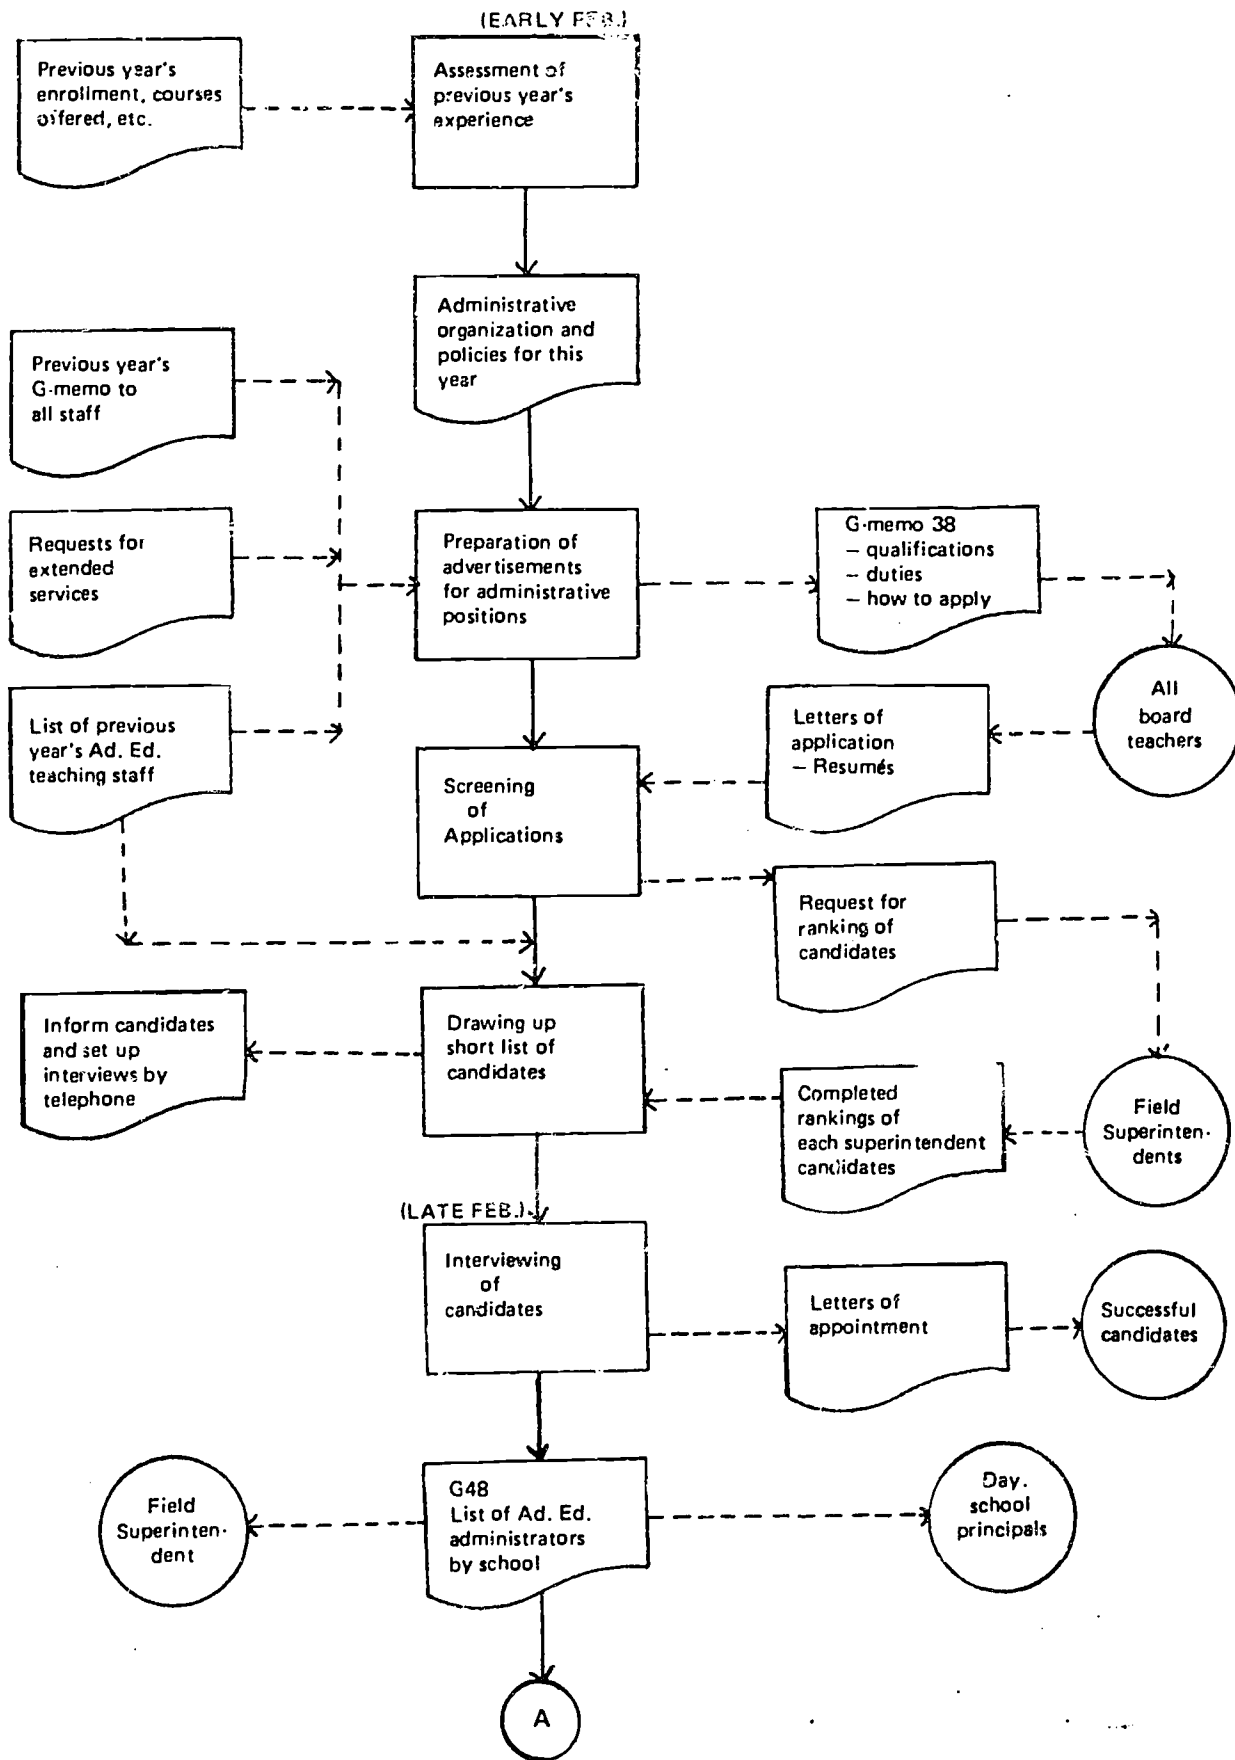 (EARLY FEB.)
Previous year's
enrollment, courses
offered, etc.
Assessment of
previous year's
experience
Administrative
organization and
policies for this
year
Previous year's
G-memo to
all staff
Requests for
extended
services
Preparation of
advertisements
for administrative
positions
G-memo 38
– qualifications
– duties
– how to apply
All
board
teachers
List of previous
year's Ad. Ed.
teaching staff
Letters of
application
– Resumés
Screening
of
Applications
Request for
ranking of
candidates
Inform candidates
and set up
interviews by
telephone
Drawing up
short list of
candidates
Completed
rankings of
each superintendent
candidates
Field
Superinten-
dents
(LATE FEB.)
Interviewing
of
candidates
Letters of
appointment
Successful
candidates
Field
Superinten-
dent
G48
List of Ad. Ed.
administrators
by school
Day.
school
principals
A